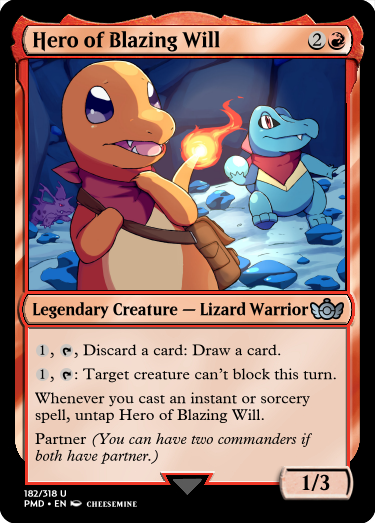 Hero of Blazing Will 2
1, , Discard a card: Draw a card.
1, : Target creature can't block this turn.
Whenever you cast an instant or sorcery
spell, untap Hero of Blazing Will.
Partner (You can have two commanders if
both have partner.)
Legendary Creature — Lizard Warrior
1/3
182/318 U
PMD • EN CHEESEMINE